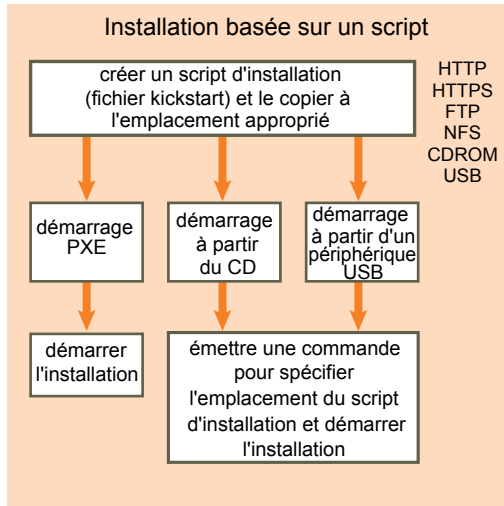 Installation basée sur un script
créer un script d'installation
(fichier kickstart) et le copier à
l'emplacement approprié
HTTP
HTTPS
FTP
NFS
CDROM
USB
démarrage
PXE
démarrage
à partir
du CD
démarrage
à partir d'un
périphérique
USB
démarrer
l'installation
émettre une commande
pour spécifier
l'emplacement du script
d'installation et démarrer
l'installation